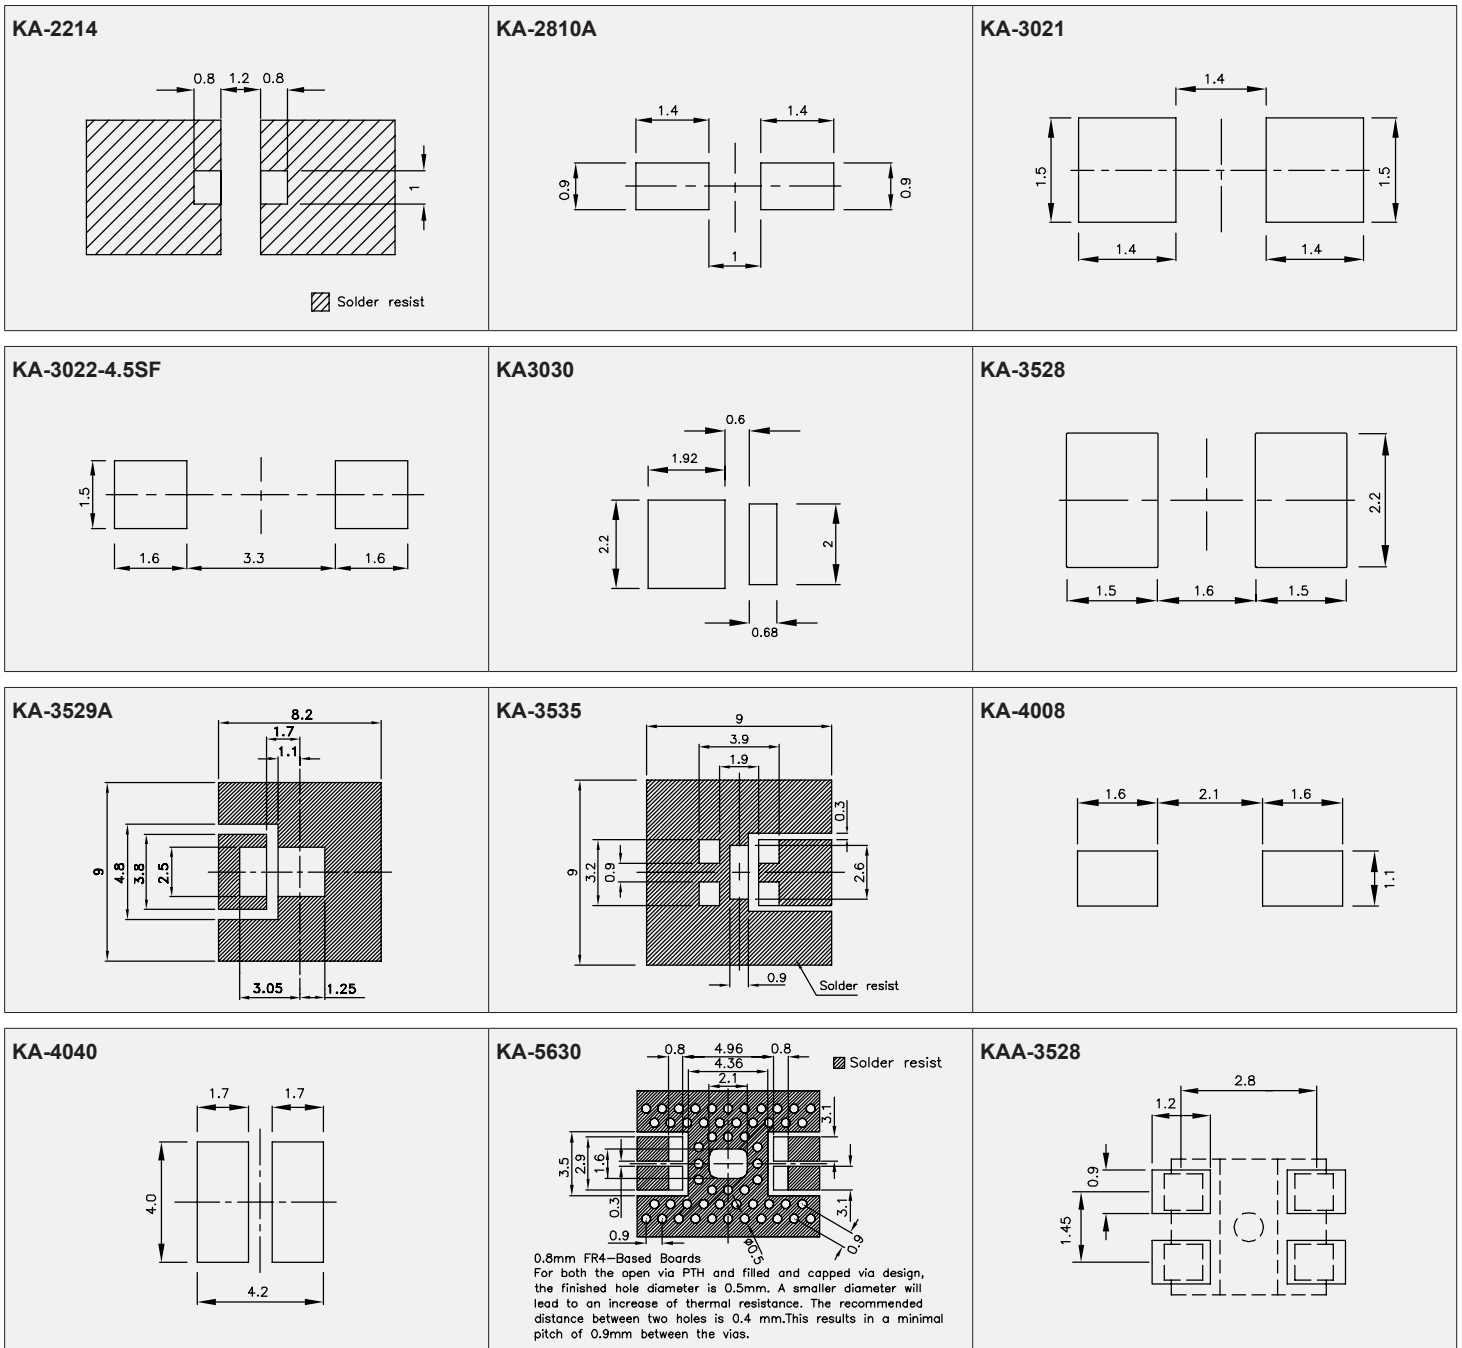 KA-2214
0.8 1.2 0.8
1
Solder resist
KA-2810A
1.4 1.4
0.9 0.9
1
KA-3021
1.4
1.5 1.5
1.4 1.4
KA-3022-4.5SF
1.5
1.6 3.3 1.6
KA3030
0.6
1.92
2.2 2
0.68
KA-3528
2.2
1.5 1.6 1.5
KA-3529A
8.2
1.7
1.1
9 4.8 3.8 2.5
3.05 1.25
KA-3535
9
3.9
1.9
0.3
9 3.2 0.9 2.6
0.9
Solder resist
KA-4008
1.6 2.1 1.6
1.1
KA-4040
1.7 1.7
4.0
4.2
KA-5630
0.8 4.96 0.8
4.36
2.1
Solder resist
3.1
3.5 2.9 1.6
0.3 3.1
0.9 ø0.5 0.9
0.8mm FR4-Based Boards
For both the open via PTH and filled and capped via design,
the finished hole diameter is 0.5mm. A smaller diameter will
lead to an increase of thermal resistance. The recommended
distance between two holes is 0.4 mm.This results in a minimal
pitch of 0.9mm between the vias.
KAA-3528
2.8
1.2
0.9
1.45